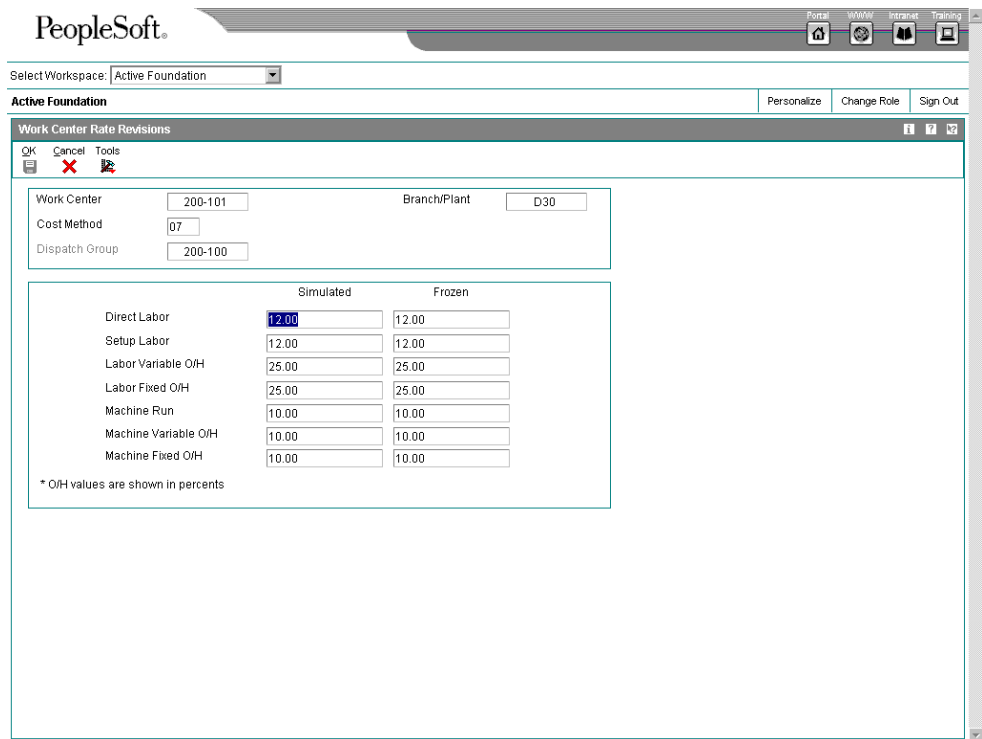 Portal WWW Intranet Training
PeopleSoft®
Select Workspace: Active Foundation
Active Foundation Personalize Change Role Sign Out
Work Center Rate Revisions i ? ?
OK Cancel Tools
Work Center 200-101 Branch/Plant D30
Cost Method 07
Dispatch Group 200-100
Simulated Frozen
Direct Labor 12.00 12.00
Setup Labor 12.00 12.00
Labor Variable O/H 25.00 25.00
Labor Fixed O/H 25.00 25.00
Machine Run 10.00 10.00
Machine Variable O/H 10.00 10.00
Machine Fixed O/H 10.00 10.00
* O/H values are shown in percents